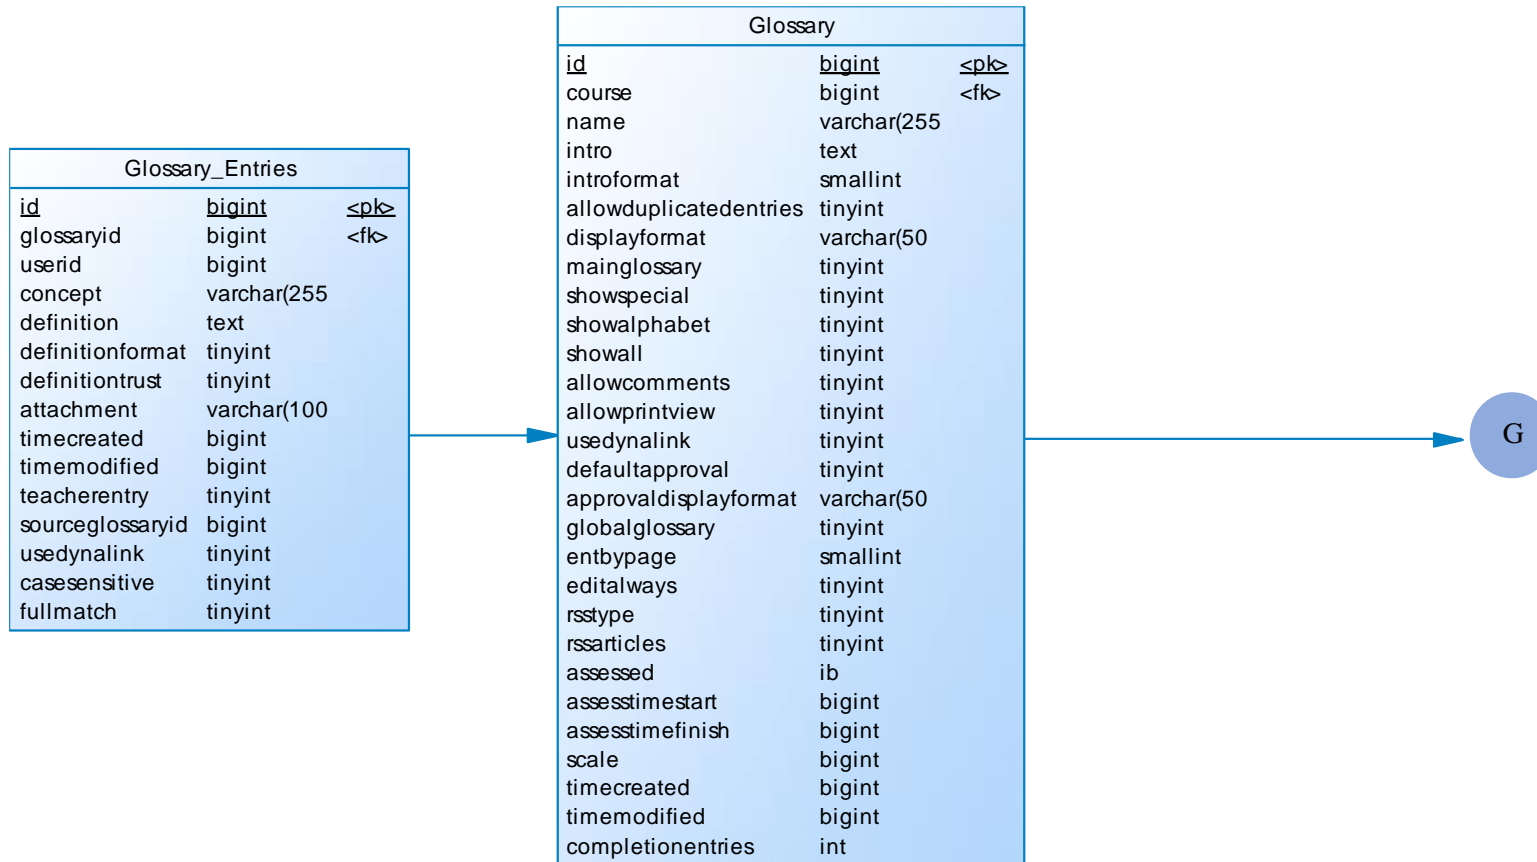 Glossary_Entries
id bigint <pk>
glossaryid bigint <fk>
userid bigint
concept varchar(255
definition text
definitionformat tinyint
definitiontrust tinyint
attachment varchar(100
timecreated bigint
timemodified bigint
teacherentry tinyint
sourceglossaryid bigint
usedynalink tinyint
casesensitive tinyint
fullmatch tinyint
Glossary
id bigint <pk>
course bigint <fk>
name varchar(255
intro text
introformat smallint
allowduplicatedentries tinyint
displayformat varchar(50
mainglossary tinyint
showspecial tinyint
showalphabet tinyint
showall tinyint
allowcomments tinyint
allowprintview tinyint
usedynalink tinyint
defaultapproval tinyint
approvaldisplayformat varchar(50
globalglossary tinyint
entbypage smallint
editalways tinyint
rsstype tinyint
rssarticles tinyint
assessed ib
assesstimestart bigint
assesstimefinish bigint
scale bigint
timecreated bigint
timemodified bigint
completionentries int
G